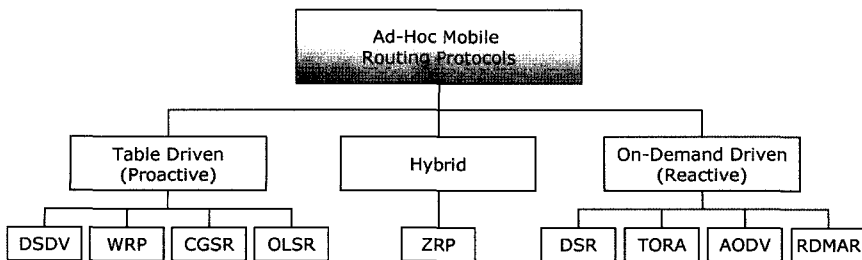 Ad-Hoc Mobile
Routing Protocols
Table Driven
(Proactive)
Hybrid
On-Demand Driven
(Reactive)
DSDV
WRP
CGSR
OLSR
ZRP
DSR
TORA
AODV
RDMAR